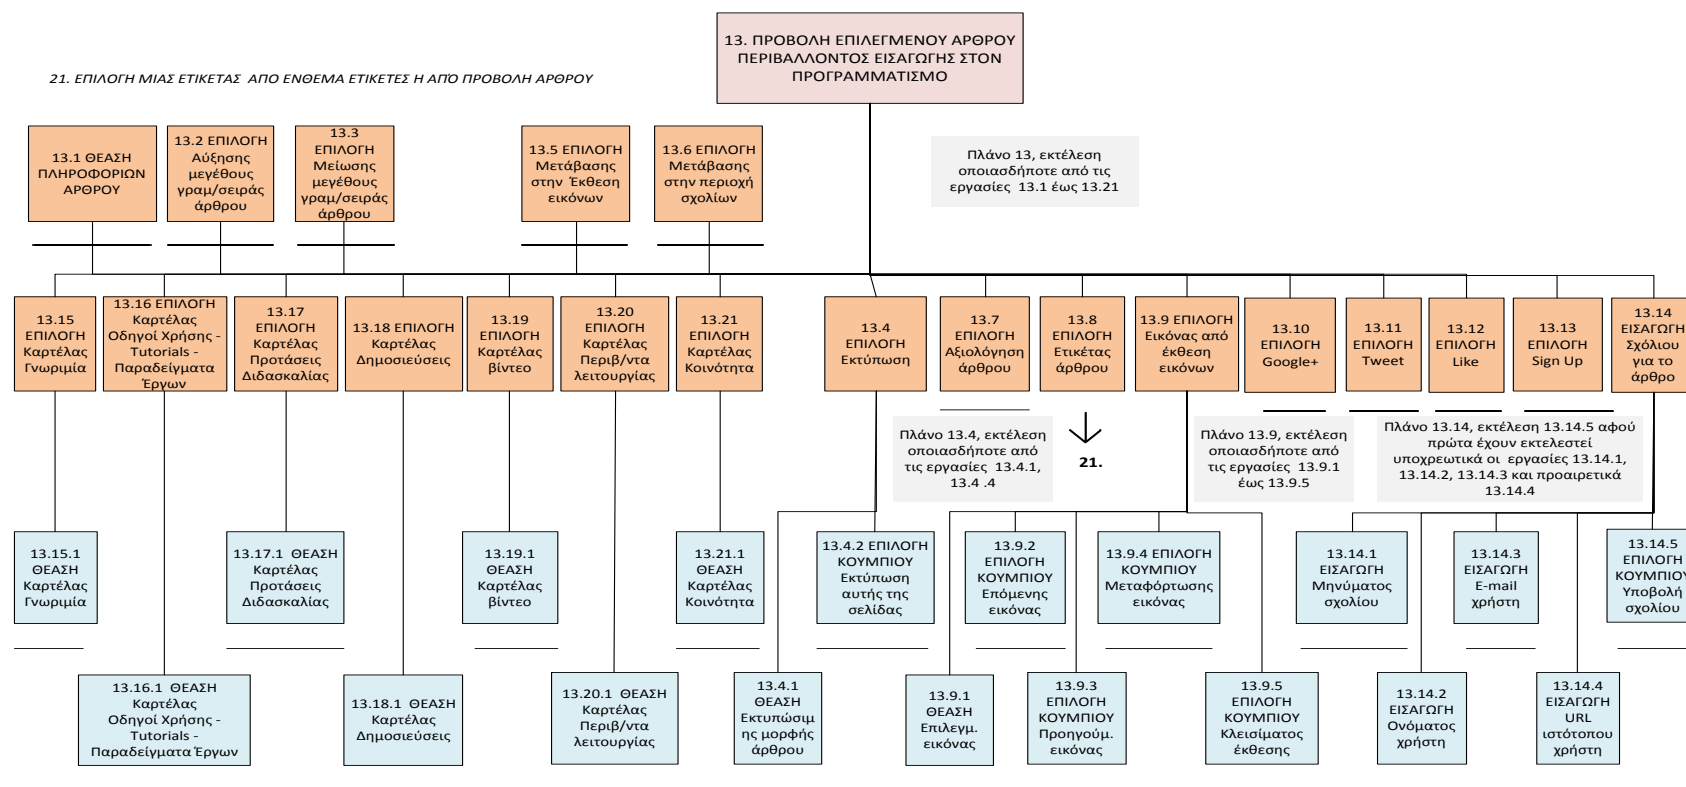 13. ΠΡΟΒΟΛΗ ΕΠΙΛΕΓΜΕΝΟΥ ΑΡΘΡΟΥ
ΠΕΡΙΒΑΛΛΟΝΤΟΣ ΕΙΣΑΓΩΓΗΣ ΣΤΟΝ
ΠΡΟΓΡΑΜΜΑΤΙΣΜΟ
21. ΕΠΙΛΟΓΗ ΜΙΑΣ ΕΤΙΚΕΤΑΣ ΑΠΟ ΕΝΘΕΜΑ ΕΤΙΚΕΤΕΣ Η ΑΠΌ ΠΡΟΒΟΛΗ ΑΡΘΡΟΥ
13.1 ΘΕΑΣΗ
ΠΛΗΡΟΦΟΡΙΩΝ
ΑΡΘΡΟΥ
13.2 ΕΠΙΛΟΓΗ
Αύξησης
μεγέθους
γραμ/σειράς
άρθρου
13.3
ΕΠΙΛΟΓΗ
Μείωσης
μεγέθους
γραμ/σειράς
άρθρου
13.5 ΕΠΙΛΟΓΗ
Μετάβασης
στην Έκθεση
εικόνων
13.6 ΕΠΙΛΟΓΗ
Μετάβασης
στην περιοχή
σχολίων
Πλάνο 13, εκτέλεση
οποιασδήποτε από τις
εργασίες 13.1 έως 13.21
13.15
ΕΠΙΛΟΓΗ
Καρτέλας
Γνωριμία
13.16 ΕΠΙΛΟΓΗ
Καρτέλας
Οδηγοί Χρήσης -
Tutorials -
Παραδείγματα
Έργων
13.17
ΕΠΙΛΟΓΗ
Καρτέλας
Προτάσεις
Διδασκαλίας
13.18 ΕΠΙΛΟΓΗ
Καρτέλας
Δημοσιεύσεις
13.19
ΕΠΙΛΟΓΗ
Καρτέλας
βίντεο
13.20
ΕΠΙΛΟΓΗ
Καρτέλας
Περιβ/ντα
λειτουργίας
13.21
ΕΠΙΛΟΓΗ
Καρτέλας
Κοινότητα
13.4
ΕΠΙΛΟΓΗ
Εκτύπωση
13.7
ΕΠΙΛΟΓΗ
Αξιολόγηση
άρθρου
13.8
ΕΠΙΛΟΓΗ
Ετικέτας
άρθρου
13.9 ΕΠΙΛΟΓΗ
Εικόνας από
έκθεση
εικόνων
13.10
ΕΠΙΛΟΓΗ
Google+
13.11
ΕΠΙΛΟΓΗ
Tweet
13.12
ΕΠΙΛΟΓΗ
Like
13.13
ΕΠΙΛΟΓΗ
Sign Up
13.14
ΕΙΣΑΓΩΓΗ
Σχόλιου
για το
άρθρο
Πλάνο 13.4, εκτέλεση
οποιασδήποτε από
τις εργασίες 13.4.1,
13.4 .4
21.
Πλάνο 13.9, εκτέλεση
οποιασδήποτε από
τις εργασίες 13.9.1
έως 13.9.5
Πλάνο 13.14, εκτέλεση 13.14.5 αφού
πρώτα έχουν εκτελεστεί
υποχρεωτικά οι εργασίες 13.14.1,
13.14.2, 13.14.3 και προαιρετικά
13.14.4
13.15.1
ΘΕΑΣΗ
Καρτέλας
Γνωριμία
13.17.1 ΘΕΑΣΗ
Καρτέλας
Προτάσεις
Διδασκαλίας
13.19.1
ΘΕΑΣΗ
Καρτέλας
βίντεο
13.21.1
ΘΕΑΣΗ
Καρτέλας
Κοινότητα
13.4.2 ΕΠΙΛΟΓΗ
ΚΟΥΜΠΙΟΥ
Εκτύπωση
αυτής της
σελίδας
13.9.2
ΕΠΙΛΟΓΗ
ΚΟΥΜΠΙΟΥ
Επόμενης
εικόνας
13.9.4 ΕΠΙΛΟΓΗ
ΚΟΥΜΠΙΟΥ
Μεταφόρτωσης
εικόνας
13.14.1
ΕΙΣΑΓΩΓΗ
Μηνύματος
σχολίου
13.14.3
ΕΙΣΑΓΩΓΗ
E-mail
χρήστη
13.14.5
ΕΠΙΛΟΓΗ
ΚΟΥΜΠΙΟΥ
Υποβολή
σχολίου
13.16.1 ΘΕΑΣΗ
Καρτέλας
Οδηγοί Χρήσης -
Tutorials -
Παραδείγματα Έργων
13.18.1 ΘΕΑΣΗ
Καρτέλας
Δημοσιεύσεις
13.20.1 ΘΕΑΣΗ
Καρτέλας
Περιβ/ντα
λειτουργίας
13.4.1
ΘΕΑΣΗ
Εκτυπώσιμ
ης μορφής
άρθρου
13.9.1
ΘΕΑΣΗ
Επιλεγμ.
εικόνας
13.9.3
ΕΠΙΛΟΓΗ
ΚΟΥΜΠΙΟΥ
Προηγούμ.
εικόνας
13.9.5
ΕΠΙΛΟΓΗ
ΚΟΥΜΠΙΟΥ
Κλεισίματος
έκθεσης
13.14.2
ΕΙΣΑΓΩΓΗ
Ονόματος
χρήστη
13.14.4
ΕΙΣΑΓΩΓΗ
URL
ιστότοπου
χρήστη